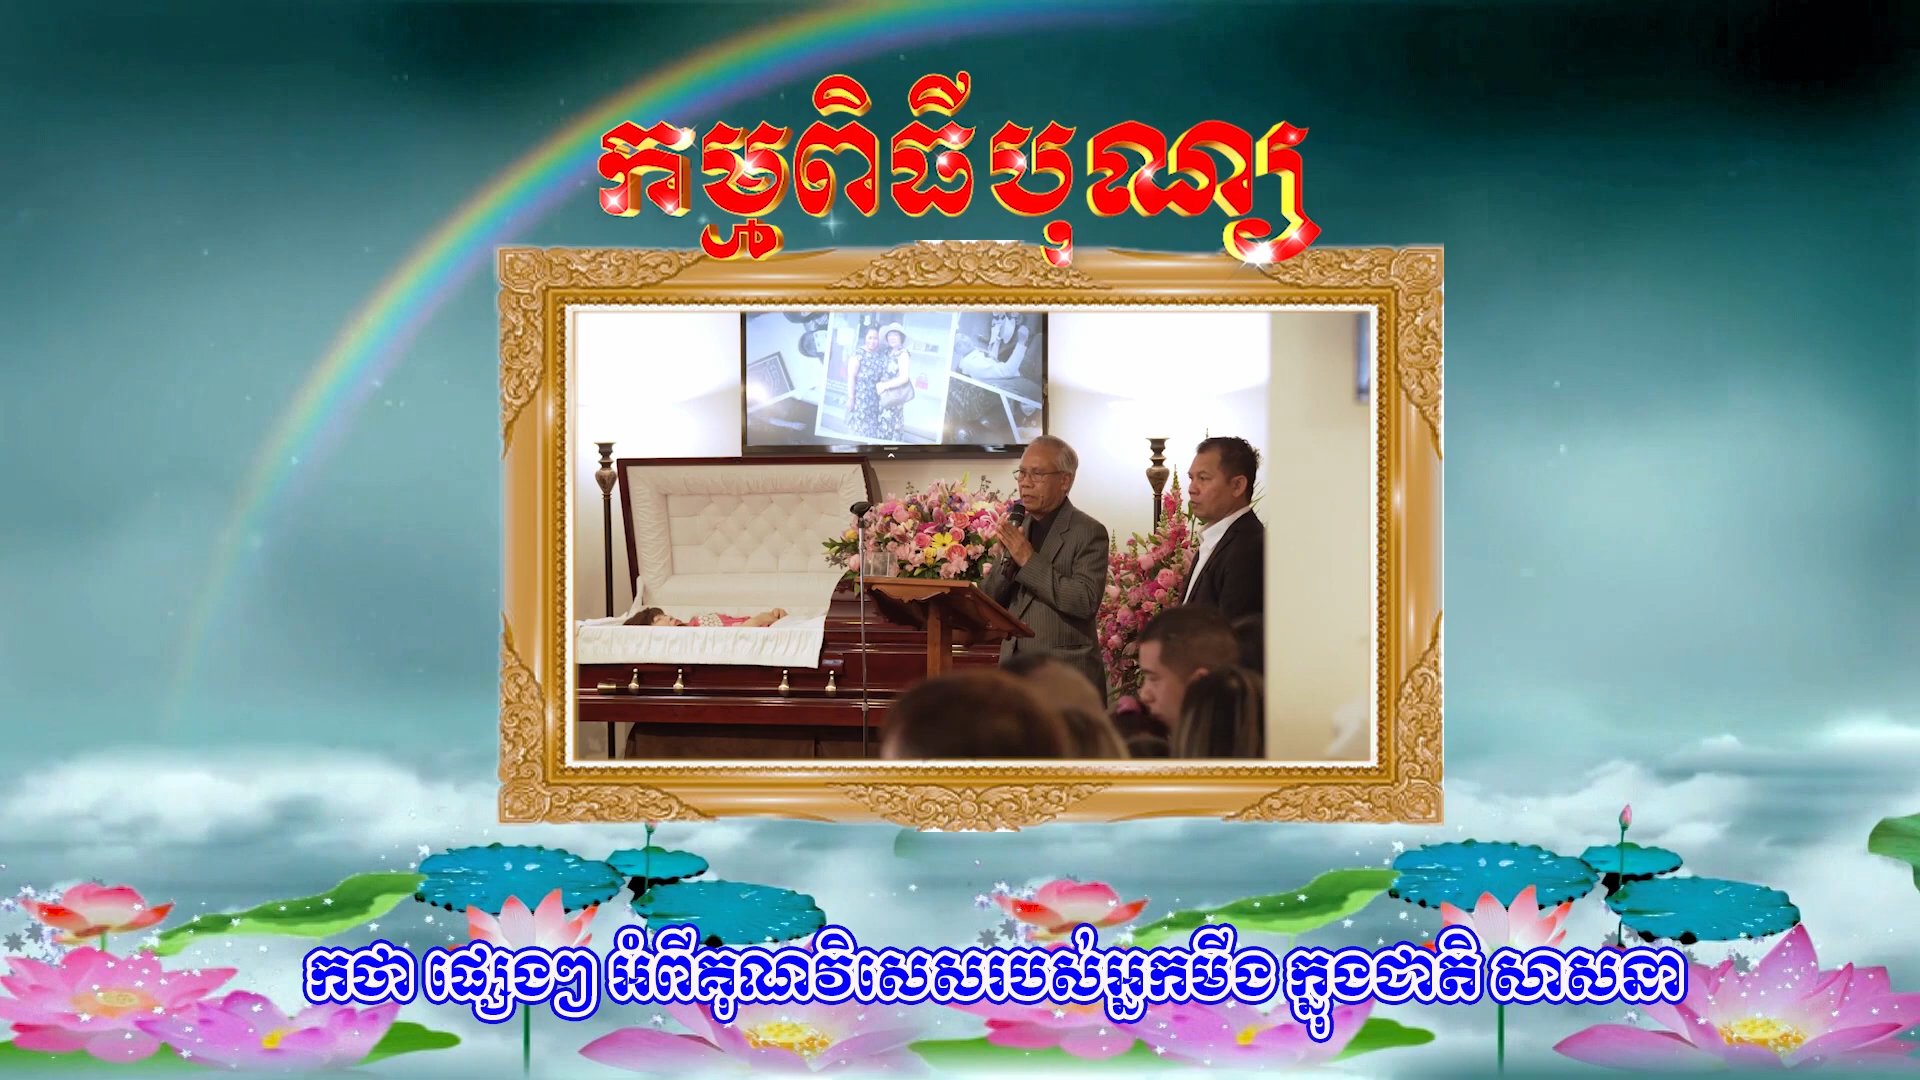 កម្មពិធីបុណ្យ
កថា ផ្សេងៗ អំពីគុណវិសេសរបស់អ្នកមីង ក្នុងជាតិ សាសនា